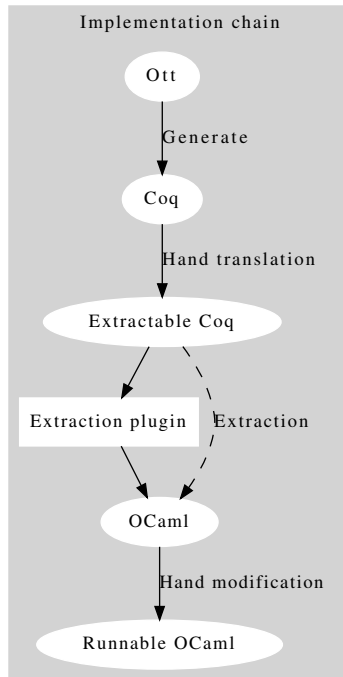 Implementation chain
Ott
Generate
Coq
Hand translation
Extractable Coq
Extraction plugin
Extraction
OCaml
Hand modification
Runnable OCaml